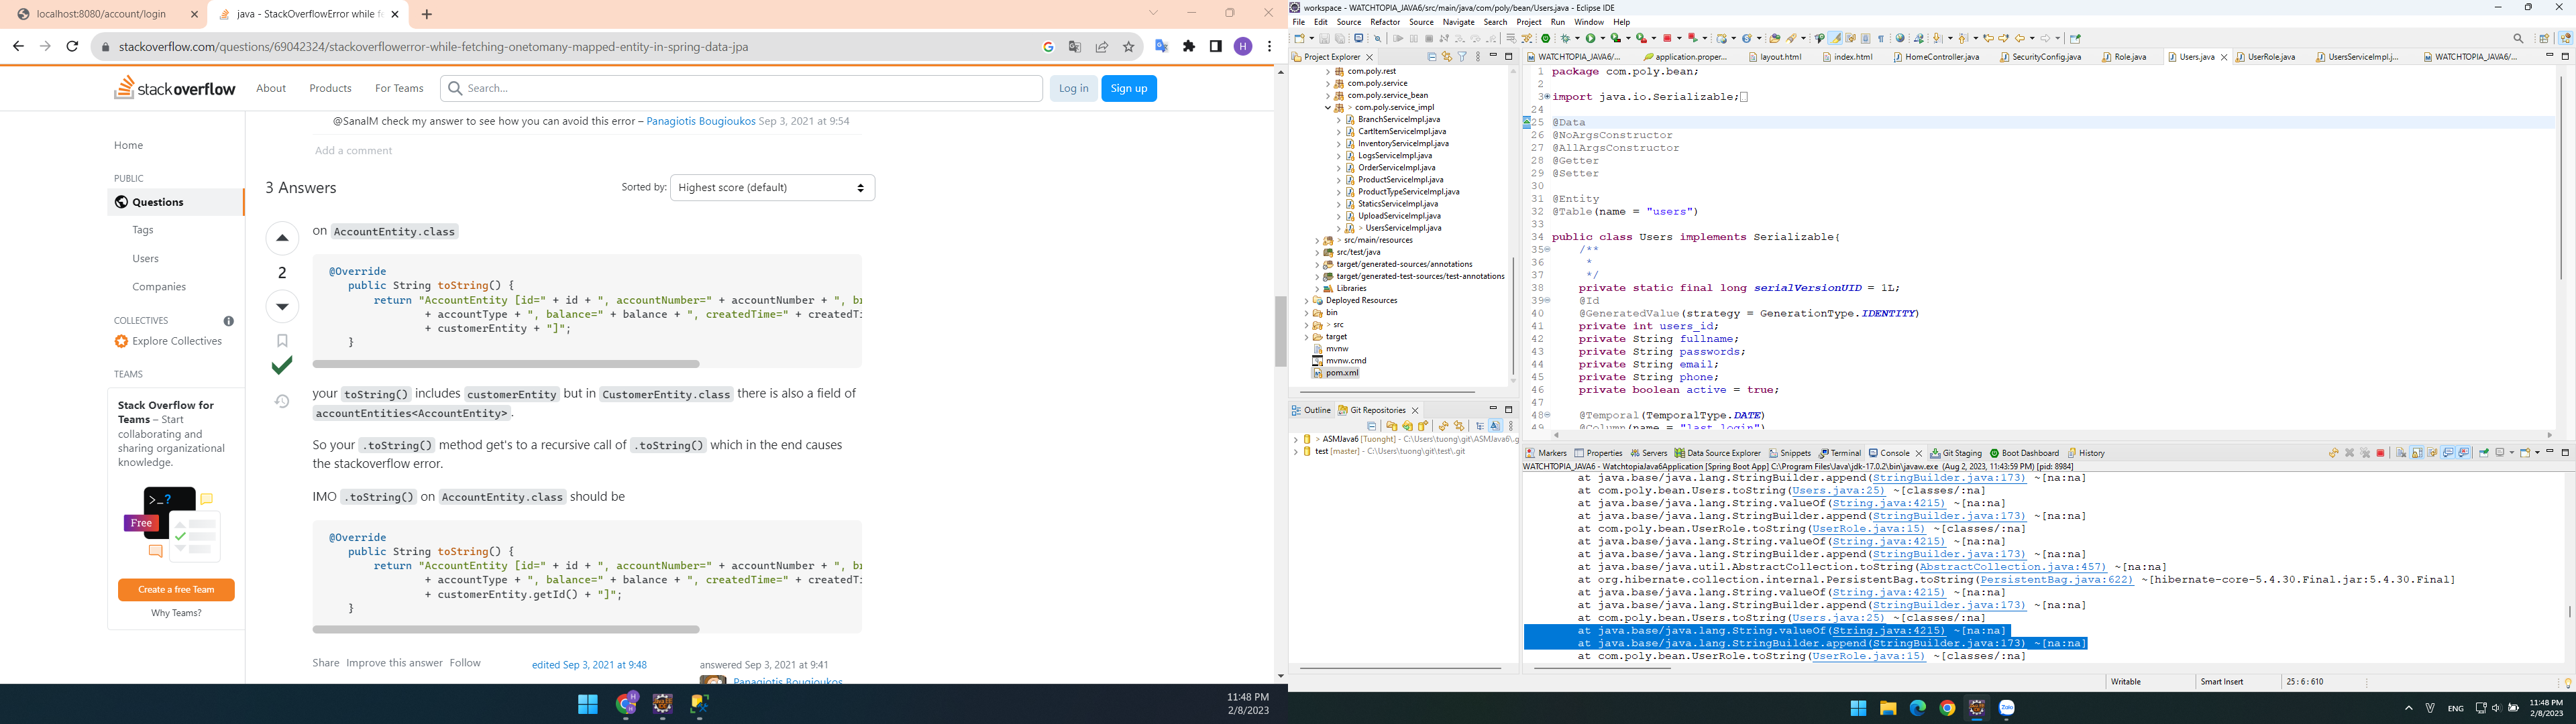 localhost:8080/account/login
java - StackOverflowError while f
stackoverflow.com/questions/69042324/stackoverflowerror-while-fetching-onetomany-mapped-entity-in-spring-data-jpa
H
stackoverflow
About
Products
For Teams
Search...
Log in
Sign up
Home
PUBLIC
Questions
Tags
Users
Companies
COLLECTIVES
Explore Collectives
TEAMS
Stack Overflow for
Teams – Start
collaborating and
sharing organizational
knowledge.
Free
Create a free Team
Why Teams?
@SanalM check my answer to see how you can avoid this error – Panagiotis Bougioukos Sep 3, 2021 at 9:54
Add a comment
3 Answers
Sorted by:
Highest score (default)
2
on AccountEntity.class
@Override
public String toString() {
return "AccountEntity [id=" + id + ", accountNumber=" + accountNumber + ", br
+ accountType + ", balance=" + balance + ", createdTime=" + createdTi
+ customerEntity + "]";
}
your toString() includes customerEntity but in CustomerEntity.class there is also a field of
accountEntities<AccountEntity>.
So your .toString() method get's to a recursive call of .toString() which in the end causes
the stackoverflow error.
IMO .toString() on AccountEntity.class should be
@Override
public String toString() {
return "AccountEntity [id=" + id + ", accountNumber=" + accountNumber + ", br
+ accountType + ", balance=" + balance + ", createdTime=" + createdTi
+ customerEntity.getId() + "]";
}
Share Improve this answer Follow
edited Sep 3, 2021 at 9:48
answered Sep 3, 2021 at 9:41
Panagiotis Bougioukos
11:48 PM
2/8/2023
workspace - WATCHTOPIA_JAVA6/src/main/java/com/poly/bean/Users.java - Eclipse IDE
File Edit Source Refactor Source Navigate Search Project Run Window Help
Project Explorer
com.poly.rest
com.poly.service
com.poly.service_bean
> com.poly.service_impl
BranchServiceImpl.java
CartItemServiceImpl.java
InventoryServiceImpl.java
LogsServiceImpl.java
OrderServiceImpl.java
ProductServiceImpl.java
ProductTypeServiceImpl.java
StaticsServiceImpl.java
UploadServiceImpl.java
> UsersServiceImpl.java
> src/main/resources
src/test/java
target/generated-sources/annotations
target/generated-test-sources/test-annotations
Libraries
Deployed Resources
bin
> src
target
mvnw
mvnw.cmd
pom.xml
Outline
Git Repositories
> ASMJava6 [Tuonght] - C:\Users\tuong\git\ASMJava6\.g
test [master] - C:\Users\tuong\git\test\.git
WATCHTOPIA_JAVA6/...
application.proper...
layout.html
index.html
HomeController.java
SecurityConfig.java
Role.java
Users.java
UserRole.java
UsersServiceImpl.j...
WATCHTOPIA_JAVA6/...
1 package com.poly.bean;
2
3 import java.io.Serializable;
24
25 @Data
26 @NoArgsConstructor
27 @AllArgsConstructor
28 @Getter
29 @Setter
30
31 @Entity
32 @Table(name = "users")
33
34 public class Users implements Serializable{
35 /**
36 *
37 */
38 private static final long serialVersionUID = 1L;
39 @Id
40 @GeneratedValue(strategy = GenerationType.IDENTITY)
41 private int users_id;
42 private String fullname;
43 private String passwords;
44 private String email;
45 private String phone;
46 private boolean active = true;
47
48 @Temporal(TemporalType.DATE)
49 @Column(name = "last_login")
Markers Properties Servers Data Source Explorer Snippets Terminal Console Git Staging Boot Dashboard History
WATCHTOPIA_JAVA6 - WatchtopiaJava6Application [Spring Boot App] C:\Program Files\Java\jdk-17.0.2\bin\javaw.exe (Aug 2, 2023, 11:43:59 PM) [pid: 8984]
at java.base/java.lang.StringBuilder.append(StringBuilder.java:173) ~[na:na]
at com.poly.bean.Users.toString(Users.java:25) ~[classes/:na]
at java.base/java.lang.String.valueOf(String.java:4215) ~[na:na]
at java.base/java.lang.StringBuilder.append(StringBuilder.java:173) ~[na:na]
at com.poly.bean.UserRole.toString(UserRole.java:15) ~[classes/:na]
at java.base/java.lang.String.valueOf(String.java:4215) ~[na:na]
at java.base/java.lang.StringBuilder.append(StringBuilder.java:173) ~[na:na]
at java.base/java.util.AbstractCollection.toString(AbstractCollection.java:457) ~[na:na]
at org.hibernate.collection.internal.PersistentBag.toString(PersistentBag.java:622) ~[hibernate-core-5.4.30.Final.jar:5.4.30.Final]
at java.base/java.lang.String.valueOf(String.java:4215) ~[na:na]
at java.base/java.lang.StringBuilder.append(StringBuilder.java:173) ~[na:na]
at com.poly.bean.Users.toString(Users.java:25) ~[classes/:na]
at java.base/java.lang.String.valueOf(String.java:4215) ~[na:na]
at java.base/java.lang.StringBuilder.append(StringBuilder.java:173) ~[na:na]
at com.poly.bean.UserRole.toString(UserRole.java:15) ~[classes/:na]
Writable
Smart Insert
25 : 6 : 610
Zalo
ENG
11:48 PM
2/8/2023